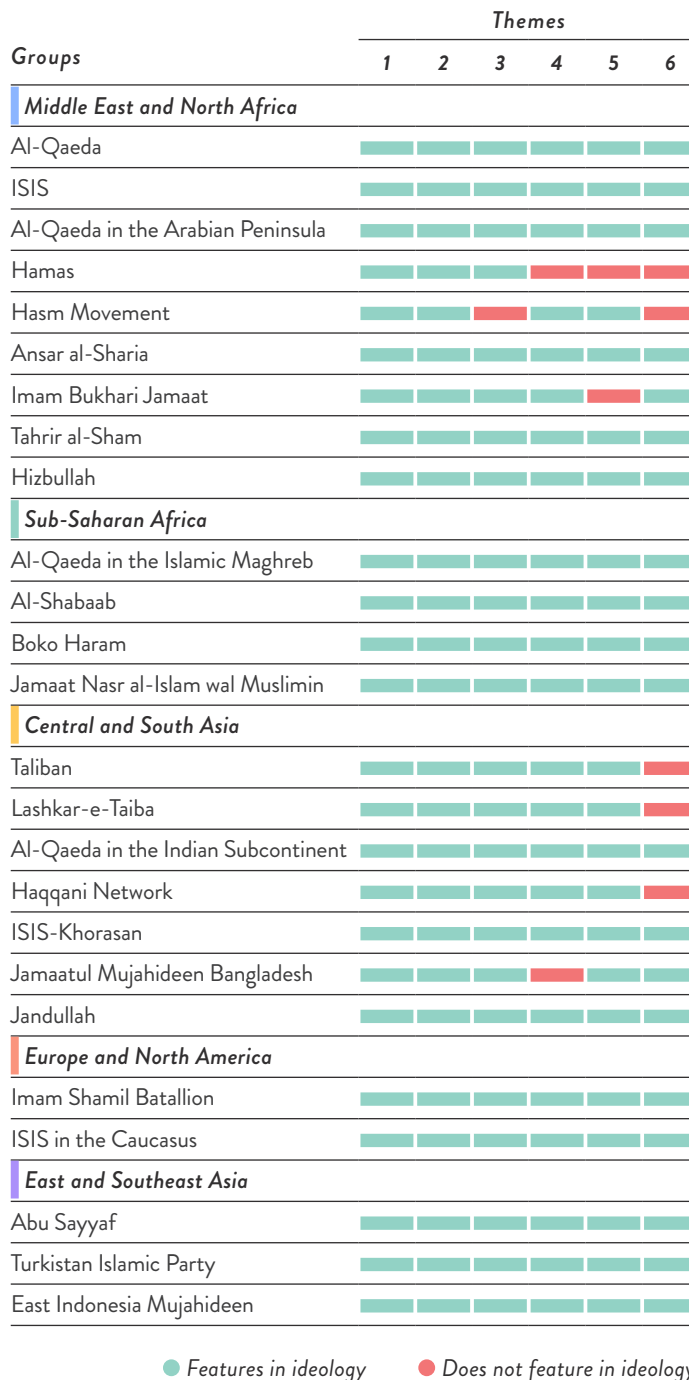 Themes
Groups 1 2 3 4 5 6
Middle East and North Africa
Al-Qaeda
ISIS
Al-Qaeda in the Arabian Peninsula
Hamas
Hasm Movement
Ansar al-Sharia
Imam Bukhari Jamaat
Tahrir al-Sham
Hizbullah
Sub-Saharan Africa
Al-Qaeda in the Islamic Maghreb
Al-Shabaab
Boko Haram
Jamaat Nasr al-Islam wal Muslimin
Central and South Asia
Taliban
Lashkar-e-Taiba
Al-Qaeda in the Indian Subcontinent
Haqqani Network
ISIS-Khorasan
Jamaatul Mujahideen Bangladesh
Jandullah
Europe and North America
Imam Shamil Batallion
ISIS in the Caucasus
East and Southeast Asia
Abu Sayyaf
Turkistan Islamic Party
East Indonesia Mujahideen
Features in ideology Does not feature in ideology